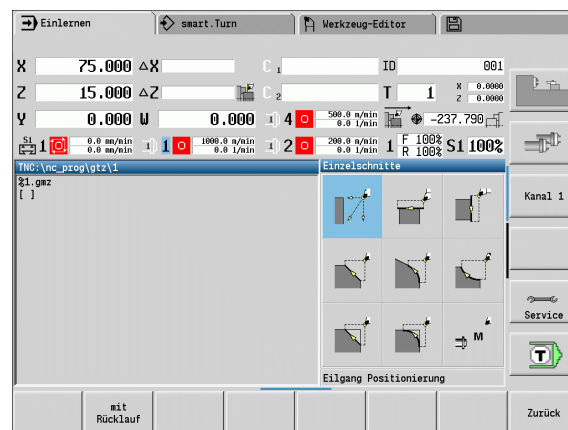 Einlernen smart.Turn Werkzeug-Editor
X 75.000 ΔX C 1 ID 001
Z 15.000 ΔZ C 2 T 1 X 0.0000 Z 0.0000
Y 0.000 W 0.000 4 500.0 m/min 0.0 1/min -237.790
S1 1 0.0 mm/min 0.0 mm/min 1 1000.0 m/min 0.0 1/min 2 200.0 m/min 0.0 1/min 1 F 100% R 100% S1 100%
TNC:\nc_prog\gtz\1 Einzelschnitte
%1.gmz
[ ]
Kanal 1
M
Service
T
Eilgang Positionierung
mit Rücklauf Zurück